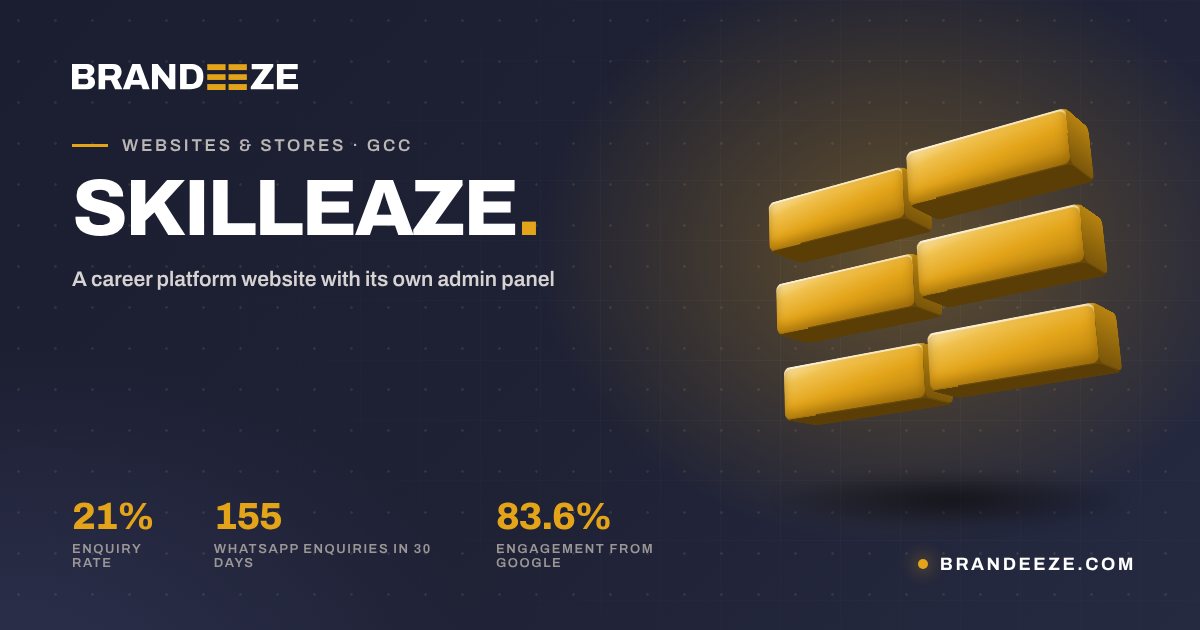 BRANDEEZE
WEBSITES & STORES · GCC
SKILLEAZE.
A career platform website with its own admin panel
21%
ENQUIRY
RATE
155
WHATSAPP ENQUIRIES IN 30
DAYS
83.6%
ENGAGEMENT FROM
GOOGLE
BRANDEEZE.COM